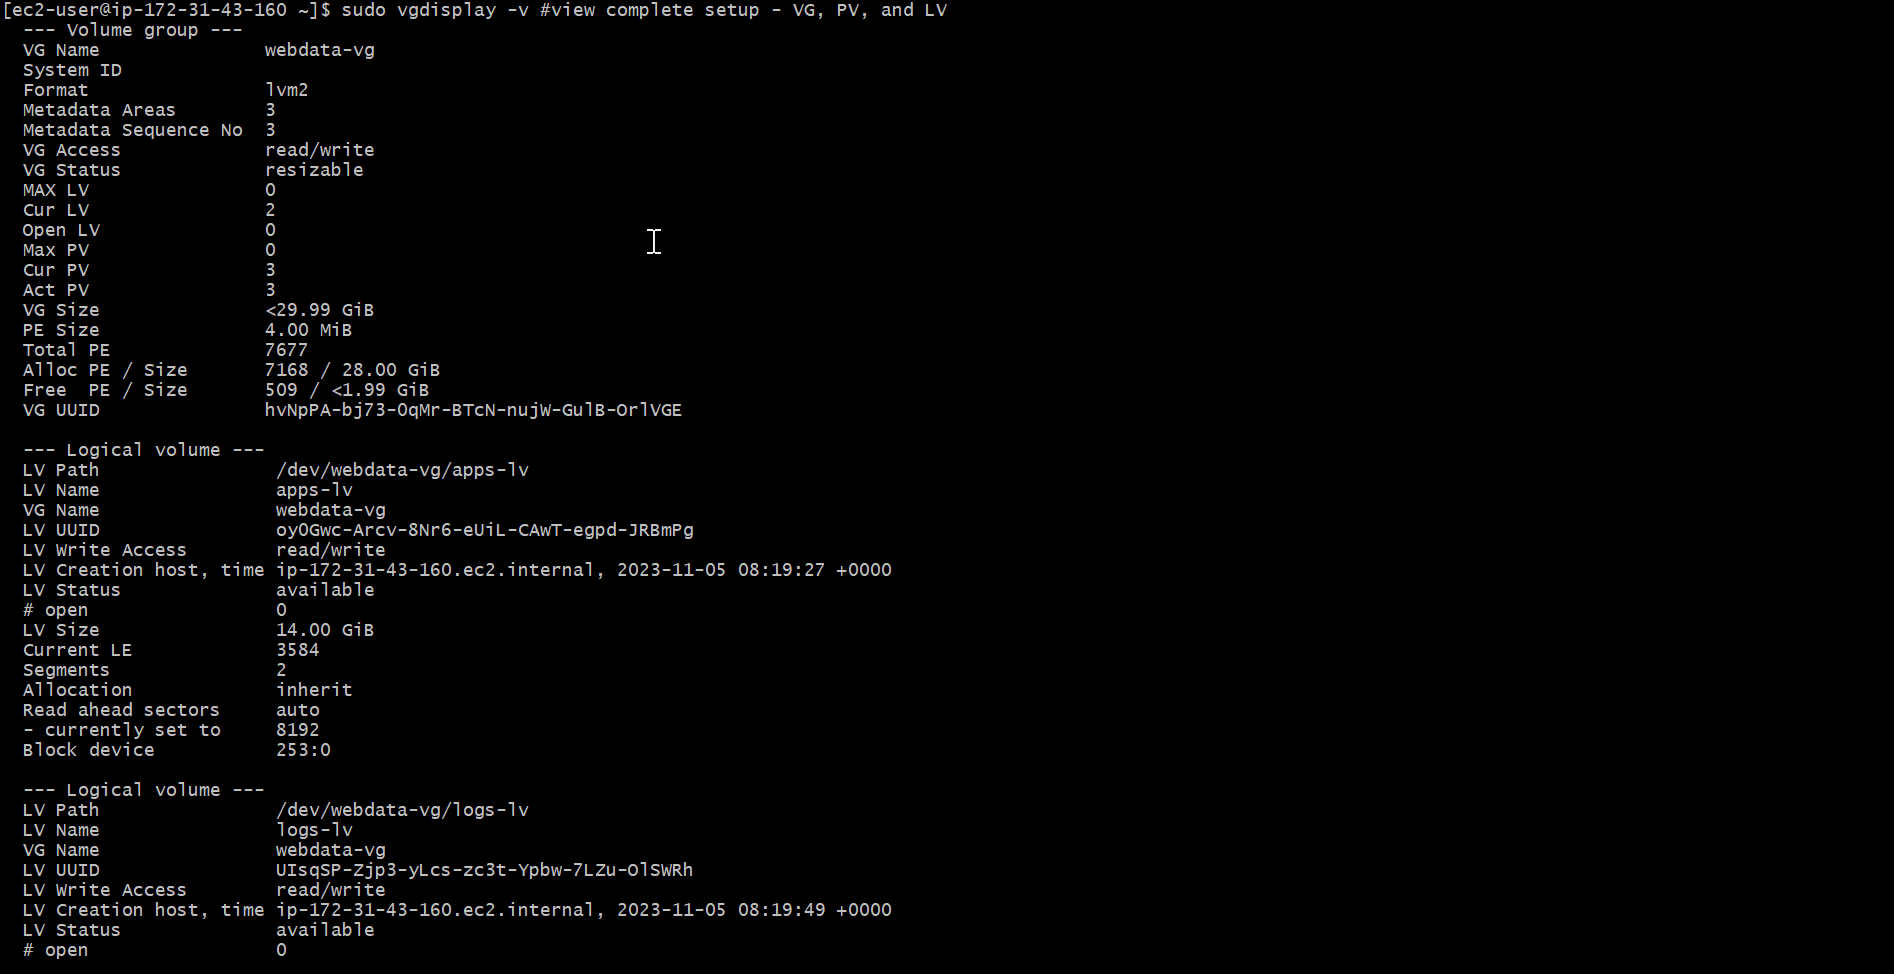 [ec2-user@ip-172-31-43-160 ~]$ sudo vgdisplay -v #view complete setup - VG, PV, and LV
  --- Volume group ---
  VG Name               webdata-vg
  System ID
  Format                lvm2
  Metadata Areas        3
  Metadata Sequence No  3
  VG Access             read/write
  VG Status             resizable
  MAX LV                0
  Cur LV                2
  Open LV               0
  Max PV                0
  Cur PV                3
  Act PV                3
  VG Size               <29.99 GiB
  PE Size               4.00 MiB
  Total PE              7677
  Alloc PE / Size       7168 / 28.00 GiB
  Free  PE / Size       509 / <1.99 GiB
  VG UUID               hvNpPA-bj73-OqMr-BTcN-nujW-GulB-OrlVGE

  --- Logical volume ---
  LV Path                /dev/webdata-vg/apps-lv
  LV Name                apps-lv
  VG Name                webdata-vg
  LV UUID                oyOGwc-Arcv-8Nr6-eUiL-CAwT-egpd-JRBmPg
  LV Write Access        read/write
  LV Creation host, time ip-172-31-43-160.ec2.internal, 2023-11-05 08:19:27 +0000
  LV Status              available
  # open                 0
  LV Size                14.00 GiB
  Current LE             3584
  Segments               2
  Allocation             inherit
  Read ahead sectors     auto
  - currently set to     8192
  Block device           253:0

  --- Logical volume ---
  LV Path                /dev/webdata-vg/logs-lv
  LV Name                logs-lv
  VG Name                webdata-vg
  LV UUID                UIsqSP-Zjp3-yLcs-zc3t-Ypbw-7LZu-OlSWRh
  LV Write Access        read/write
  LV Creation host, time ip-172-31-43-160.ec2.internal, 2023-11-05 08:19:49 +0000
  LV Status              available
  # open                 0